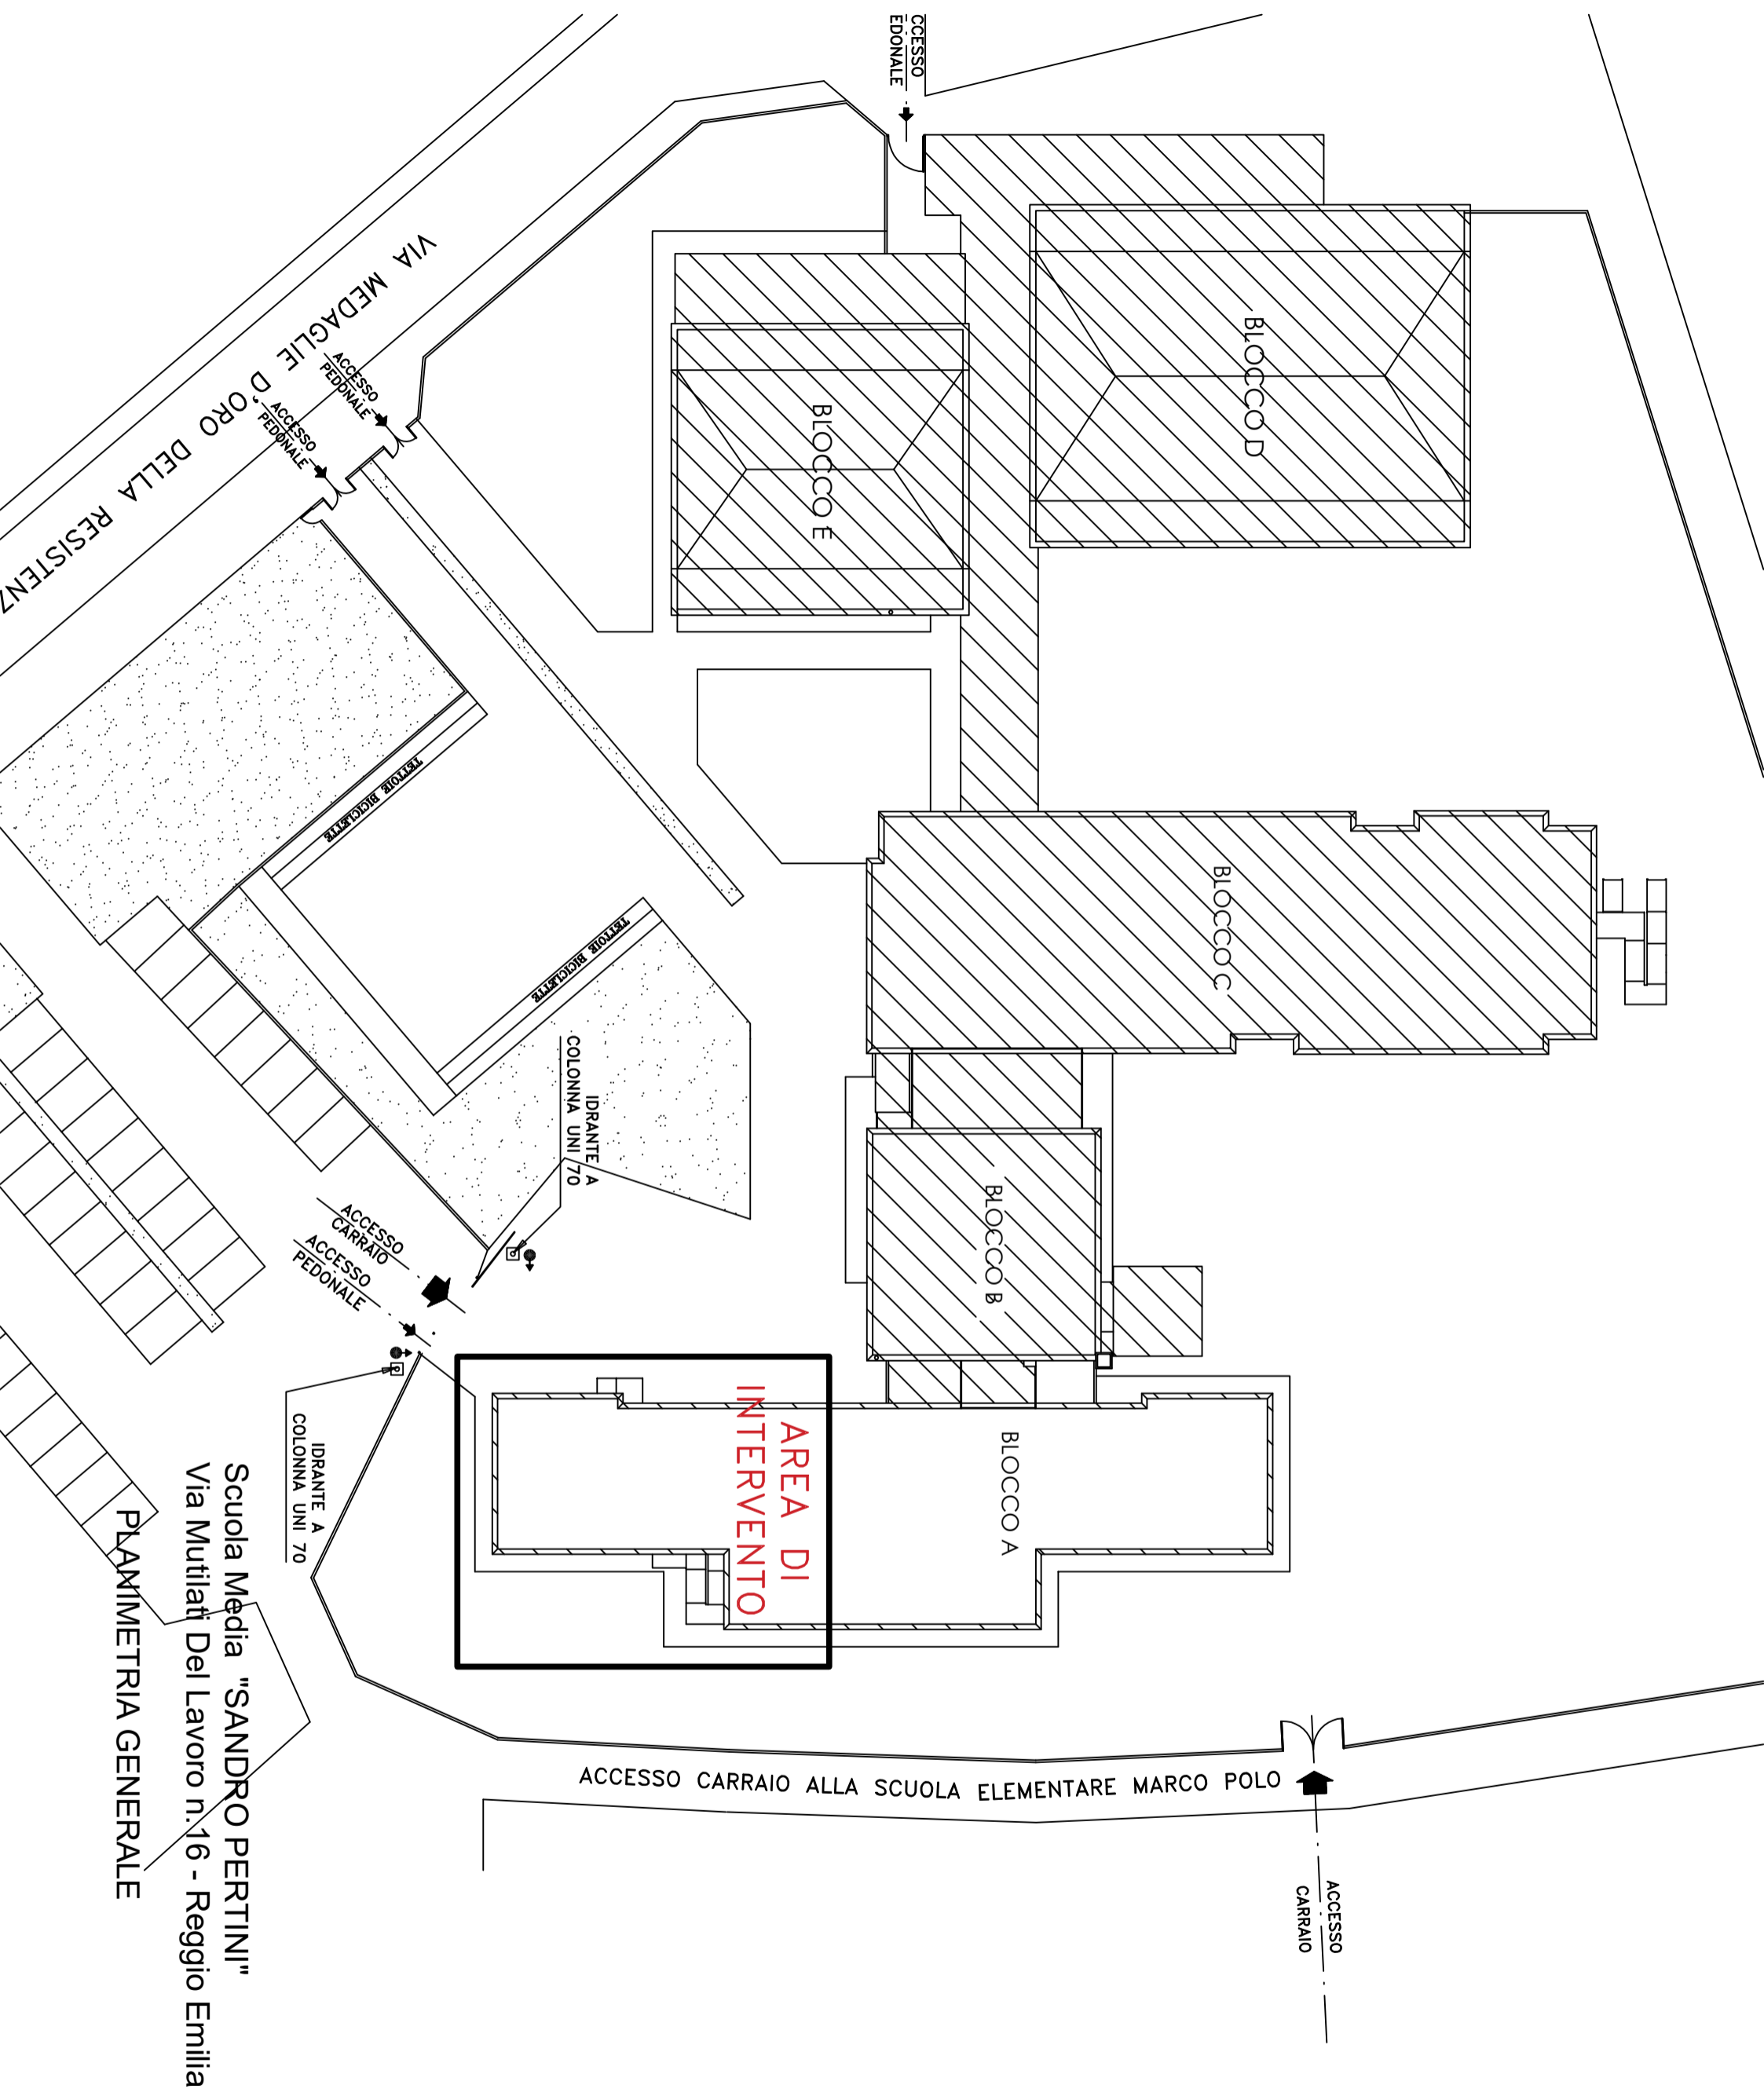 CCESSO
EDONALE
VIA MEDAGLIE D'ORO DELLA RESISTENZ
ACCESSO
PEDONALE
ACCESSO
PEDONALE
BLOCCO D
BLOCCO E
TETTOIE BICICLETTE
TETTOIE BICICLETTE
BLOCCO C
IDRANTE A
COLONNA UNI 70
BLOCCO B
ACCESSO
CARRAIO
ACCESSO
PEDONALE
AREA DI
INTERVENTO
BLOCCO A
IDRANTE A
COLONNA UNI 70
ACCESSO CARRAIO ALLA SCUOLA ELEMENTARE MARCO POLO
ACCESSO
CARRAIO
Scuola Media "SANDRO PERTINI"
Via Mutilati Del Lavoro n.16 - Reggio Emilia
PLANIMETRIA GENERALE